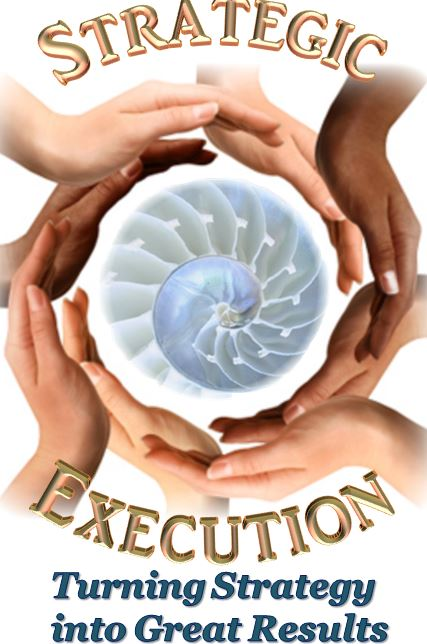 STRATEGIC
EXECUTION
Turning Strategy
into Great Results